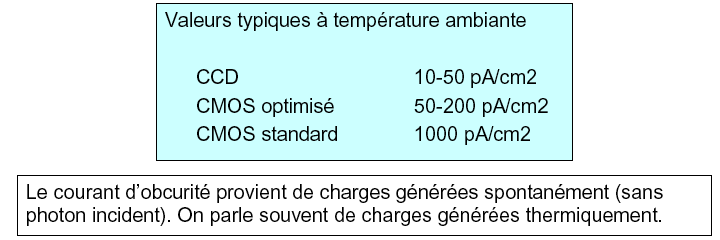 Valeurs typiques à température ambiante
CCD 10-50 pA/cm2
CMOS optimisé 50-200 pA/cm2
CMOS standard 1000 pA/cm2
Le courant d'obcurité provient de charges générées spontanément (sans
photon incident). On parle souvent de charges générées thermiquement.